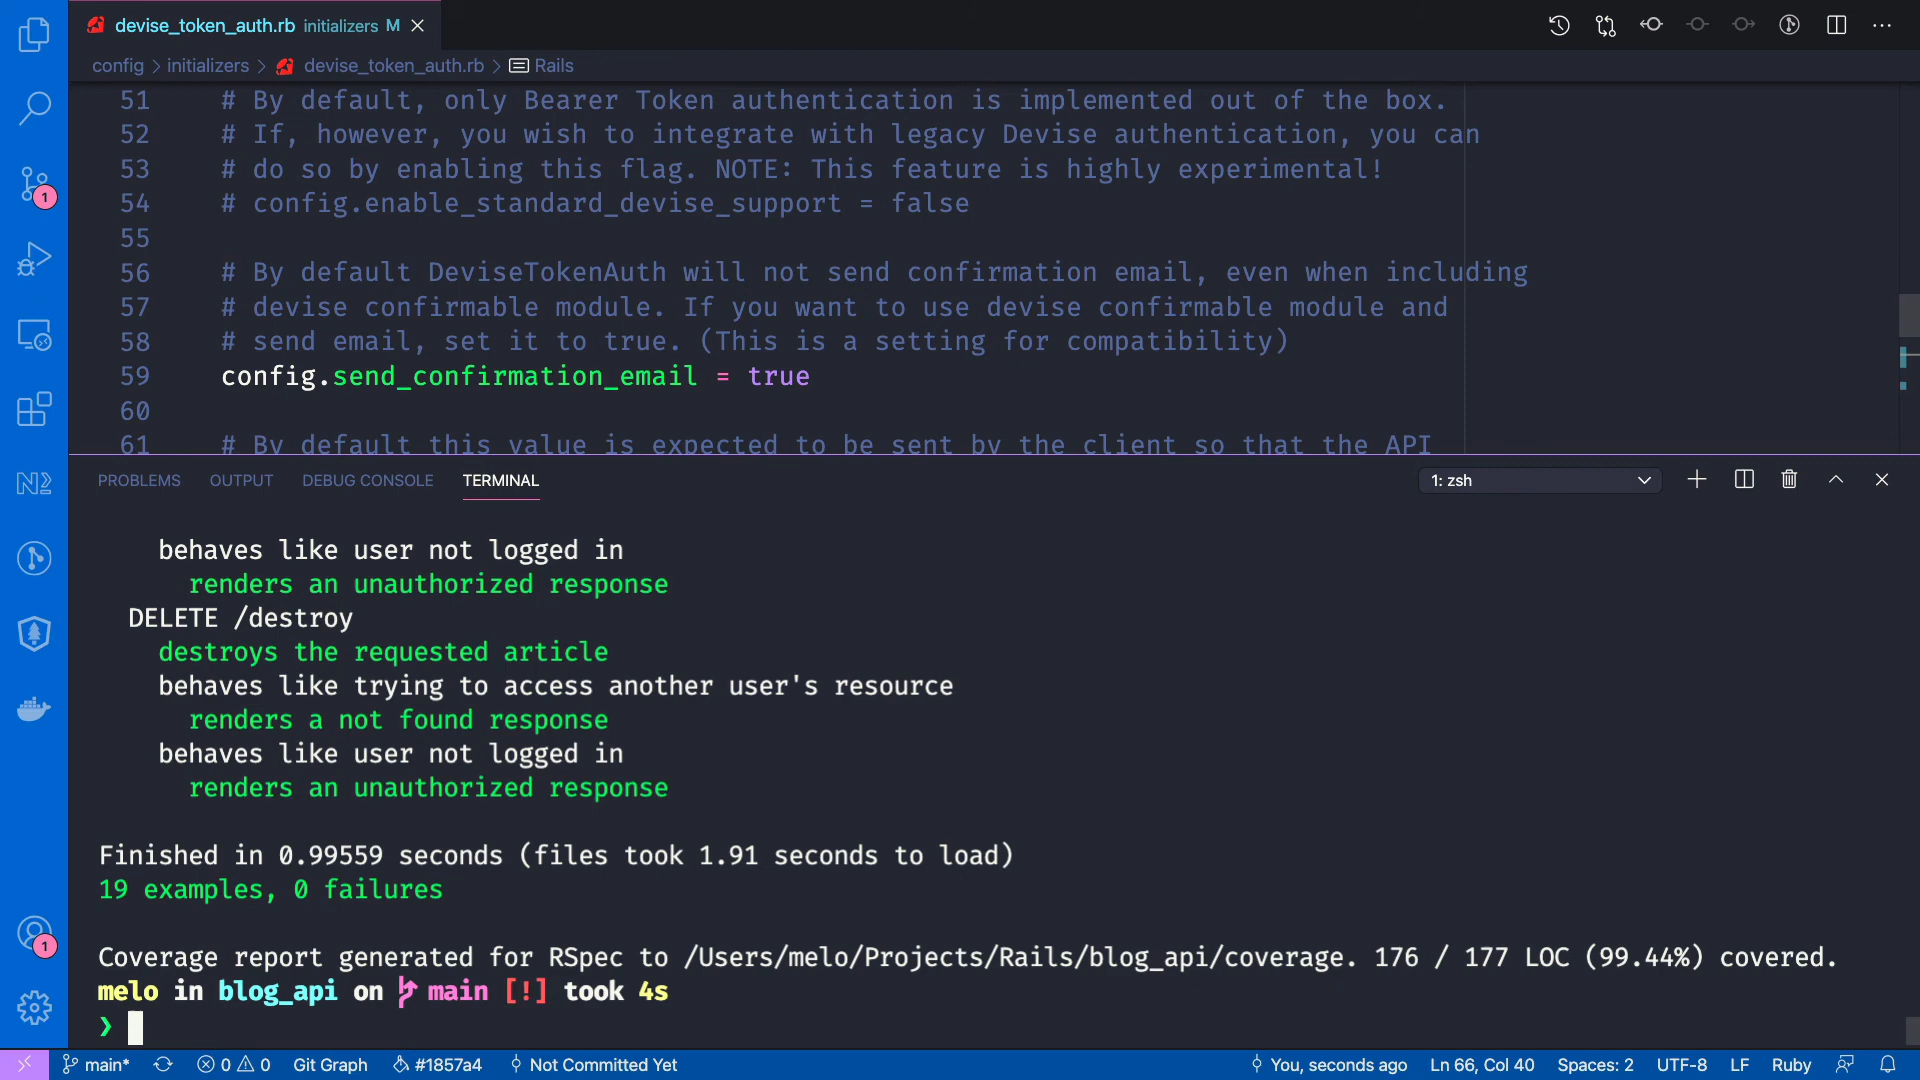 devise_token_auth.rb initializers M
config > initializers > devise_token_auth.rb > Rails
51 # By default, only Bearer Token authentication is implemented out of the box.
52 # If, however, you wish to integrate with legacy Devise authentication, you can
53 # do so by enabling this flag. NOTE: This feature is highly experimental!
54 # config.enable_standard_devise_support = false
55
56 # By default DeviseTokenAuth will not send confirmation email, even when including
57 # devise confirmable module. If you want to use devise confirmable module and
58 # send email, set it to true. (This is a setting for compatibility)
59 config.send_confirmation_email = true
60
61 # By default this value is expected to be sent by the client so that the API
PROBLEMS OUTPUT DEBUG CONSOLE TERMINAL 1: zsh
behaves like user not logged in
renders an unauthorized response
DELETE /destroy
destroys the requested article
behaves like trying to access another user's resource
renders a not found response
behaves like user not logged in
renders an unauthorized response
Finished in 0.99559 seconds (files took 1.91 seconds to load)
19 examples, 0 failures
Coverage report generated for RSpec to /Users/melo/Projects/Rails/blog_api/coverage. 176 / 177 LOC (99.44%) covered.
melo in blog_api on main [!] took 4s
❯
1
1
main* 0 0 Git Graph #1857a4 Not Committed Yet You, seconds ago Ln 66, Col 40 Spaces: 2 UTF-8 LF Ruby